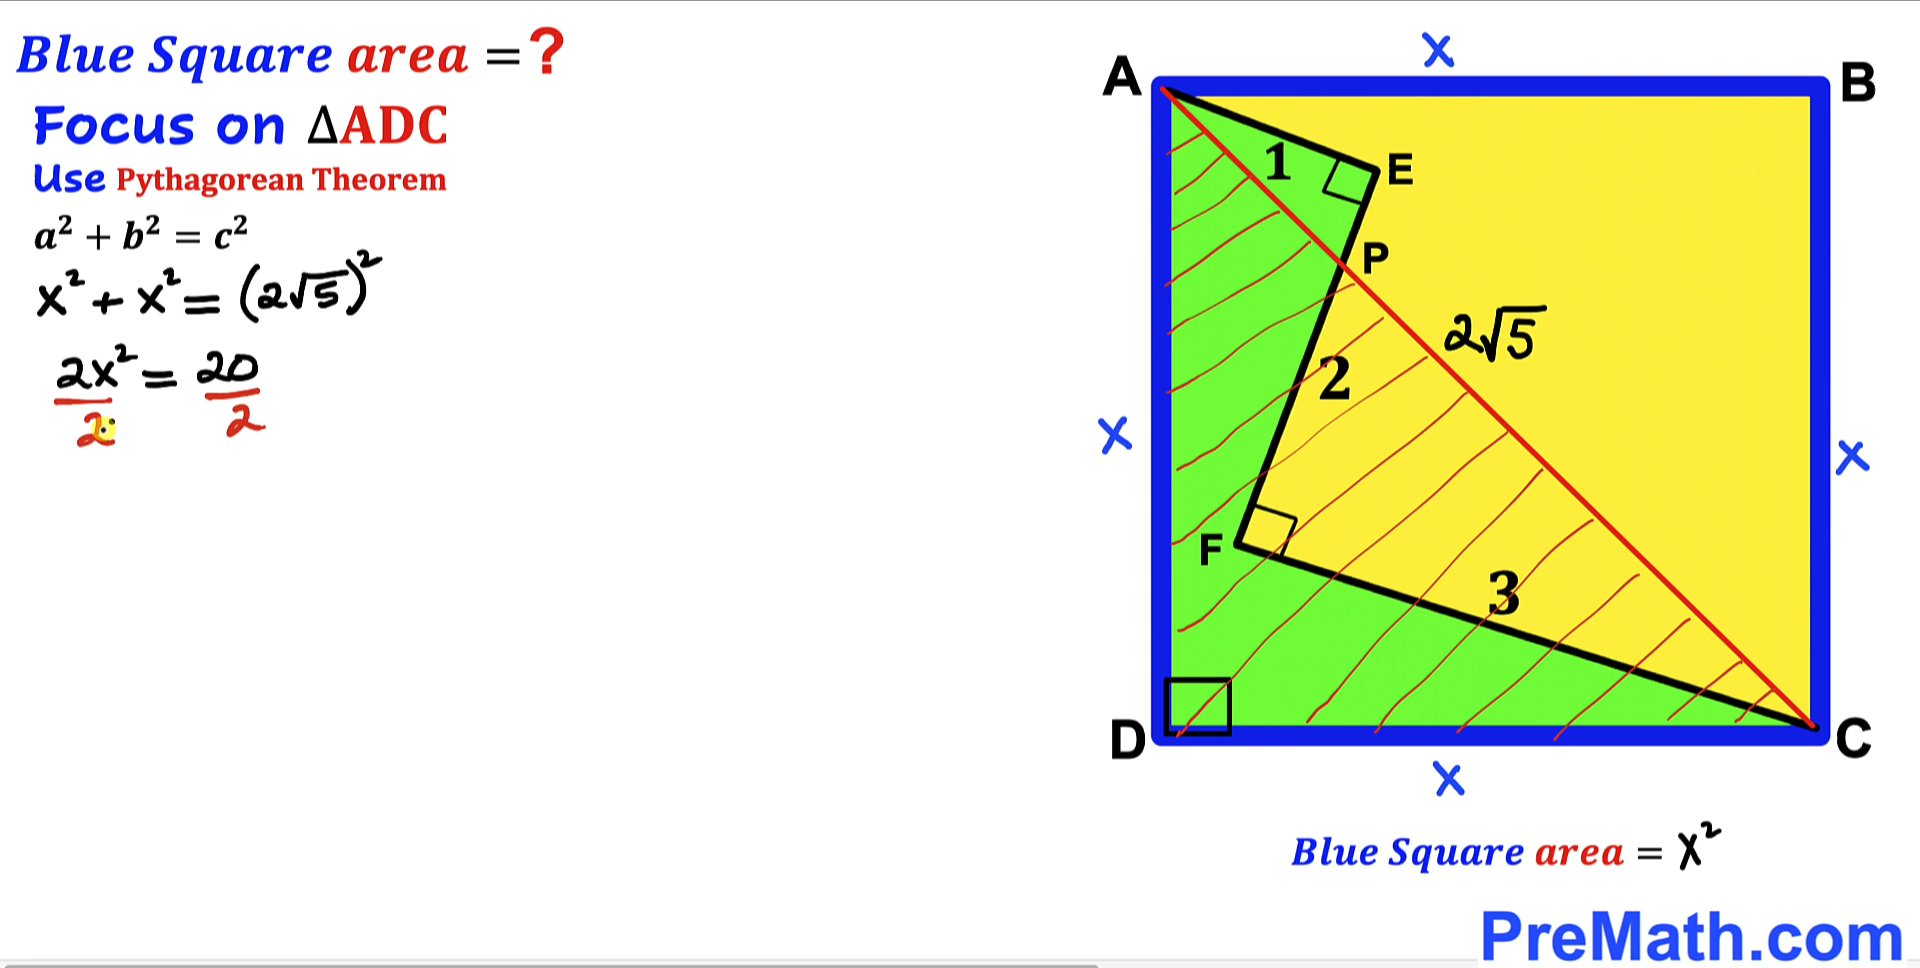 Blue Square area = ?
Focus on ΔADC
Use Pythagorean Theorem
a² + b² = c²
x² + x² = (2√5)²
2x² = 20
2 2
x
A
B
1
E
P
2√5
2
x
x
F
3
D
C
x
Blue Square area = x²
PreMath.com